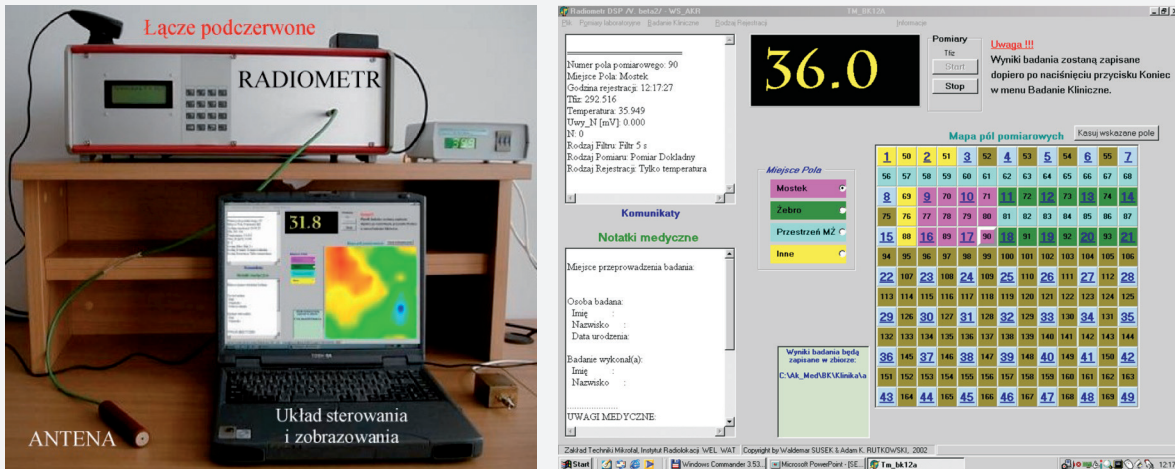 Łącze podczerwone
RADIOMETR
31.8
TOSHIBA
Układ sterowania
i zobrazowania
ANTENA
Radiometr DSP /V. beta2/ - WS_AKR
TM_BK12A
Plik Pomiary laboratoryjne Badanie Kliniczne Rodzaj Rejestracji Informacje
Numer pola pomiarowego: 90
Miejsce Pola: Mostek
Godzina rejestracji: 12:17:27
Tfiz: 292.516
Temperatura: 35.949
Uwy_N [mV]: 0.000
N: 0
Rodzaj Filtru: Filtr 5 s
Rodzaj Pomiaru: Pomiar Dokladny
Rodzaj Rejestracji: Tylko temperatura
Komunikaty
Notatki medyczne
Miejsce przeprowadzenia badania:
Osoba badana:
Imię :
Nazwisko :
Data urodzenia:
Badanie wykonał(a):
Imię :
Nazwisko :
UWAGI MEDYCZNE:
36.0
Pomiary
Tfiz
Start
Stop
Uwaga !!!
Wyniki badania zostaną zapisane
dopiero po naciśnięciu przycisku Koniec
w menu Badanie Kliniczne.
Mapa pól pomiarowych
Kasuj wskazane pole
Miejsce Pola
Mostek
Żebro
Przestrzeń MŻ
Inne
1 50 2 51 3 52 4 53 5 54 6 55 7
56 57 58 59 60 61 62 63 64 65 66 67 68
8 69 9 70 10 71 11 72 12 73 13 74 14
75 76 77 78 79 80 81 82 83 84 85 86 87
15 88 16 89 17 90 18 91 19 92 20 93 21
94 95 96 97 98 99 100 101 102 103 104 105 106
22 107 23 108 24 109 25 110 26 111 27 112 28
113 114 115 116 117 118 119 120 121 122 123 124 125
29 126 30 127 31 128 32 129 33 130 34 131 35
132 133 134 135 136 137 138 139 140 141 142 143 144
36 145 37 146 38 147 39 148 40 149 41 150 42
151 152 153 154 155 156 157 158 159 160 161 162 163
43 164 44 165 45 166 46 167 47 168 48 169 49
Wyniki badania będą
zapisane w zbiorze:
C:\Ak_Med\BK\Klinika\a
Zakład Techniki Mikrofal, Instytut Radiolokacji WEL WAT Copyright by Waldemar SUSEK & Adam K. RUTKOWSKI, 2002
Start Windows Commander 3.53... Microsoft PowerPoint - [SE... Tm_bk12a